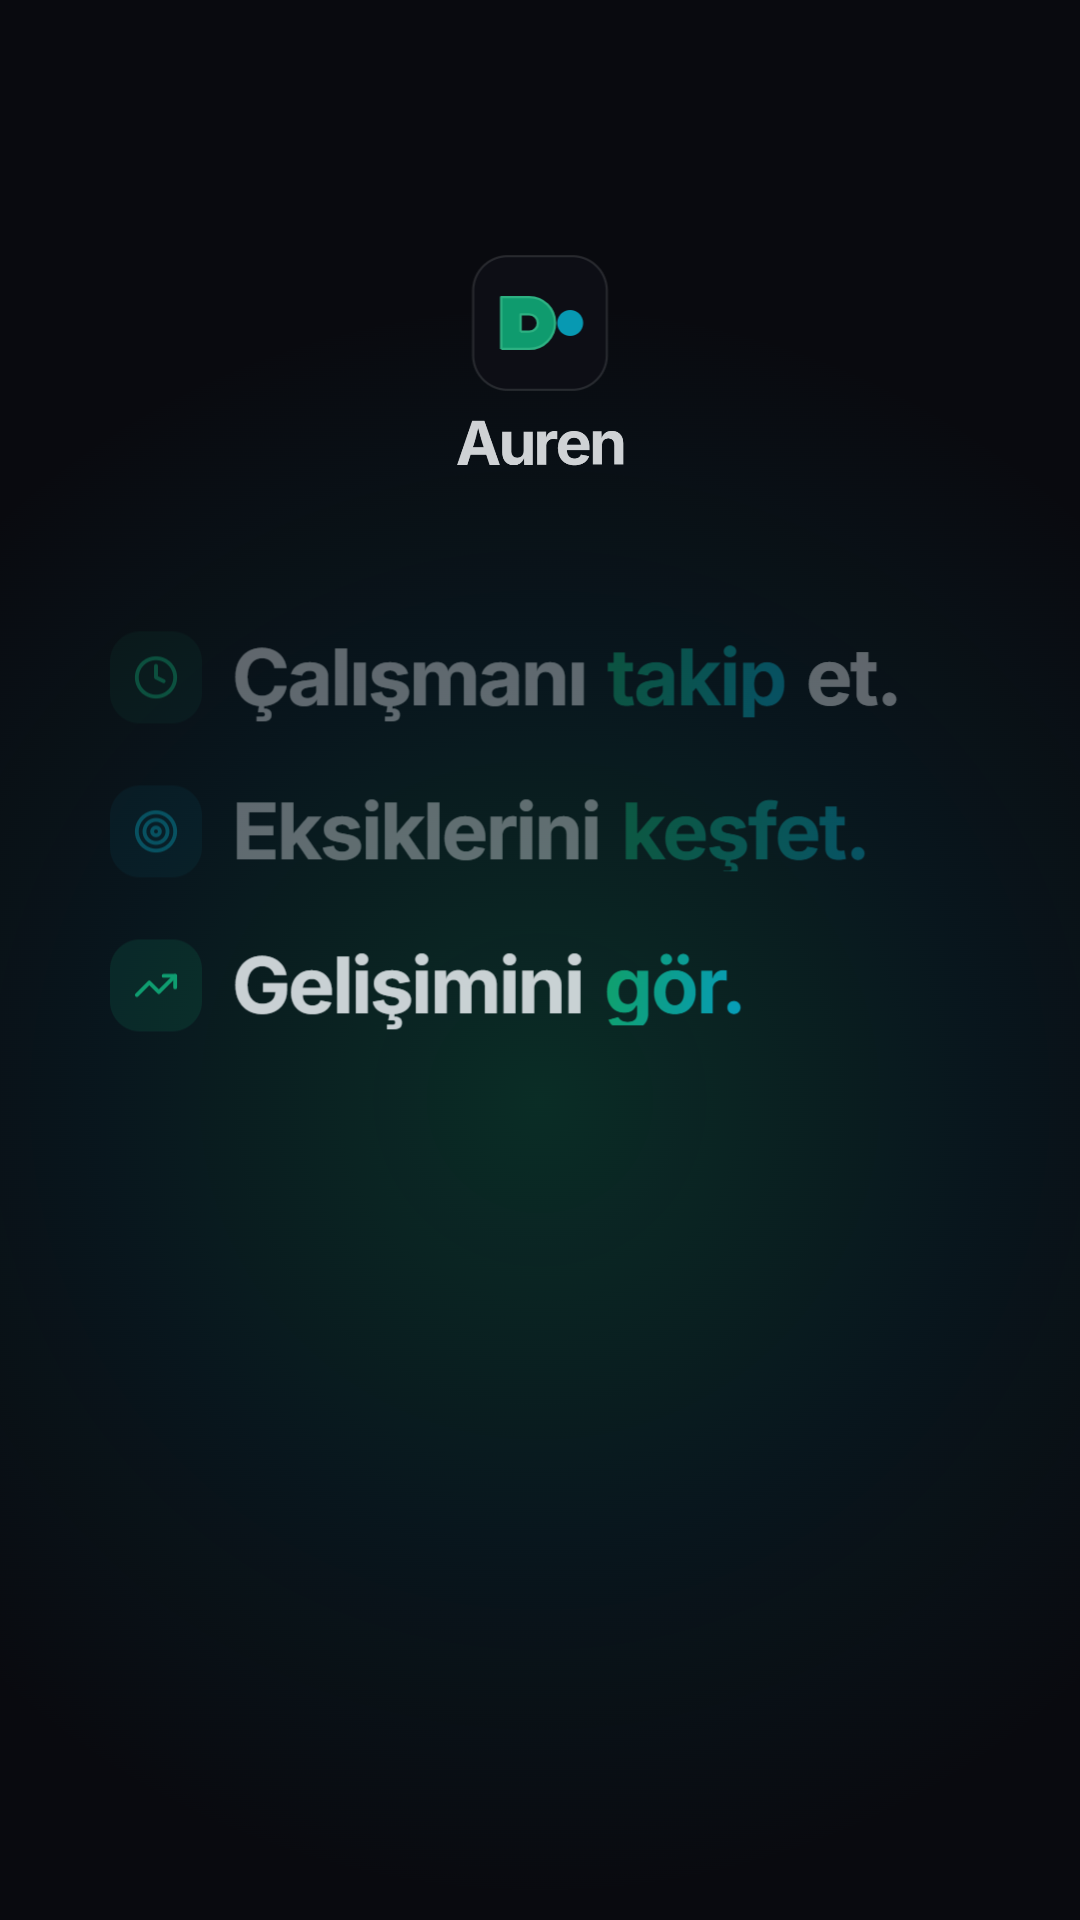 D
Auren
Çalışmanı takip et.
Eksiklerini keşfet.
Gelişimini gör.